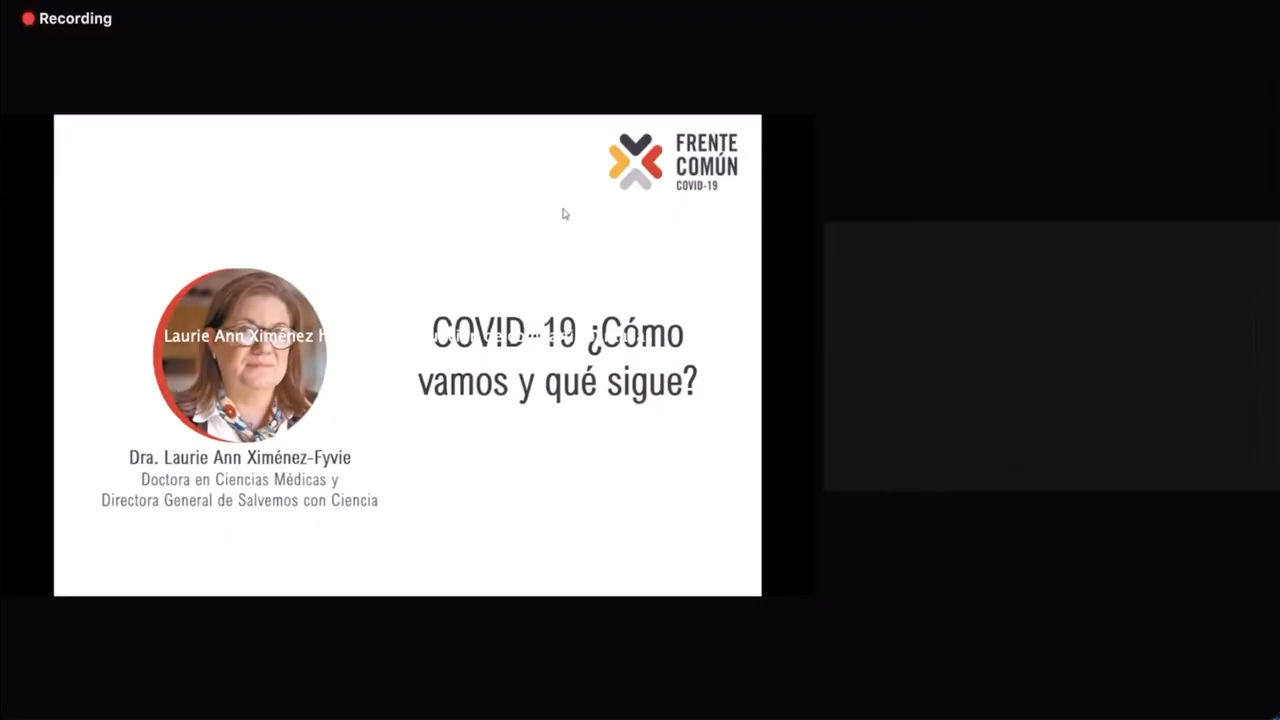 Recording
FRENTE
COMÚN
COVID-19
Laurie Ann Ximénez h
COVID-19 ¿Cómo
vamos y qué sigue?
Dra. Laurie Ann Ximénez-Fyvie
Doctora en Ciencias Médicas y
Directora General de Salvemos con Ciencia